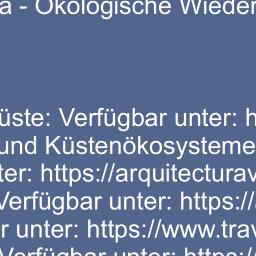 a - Ökologische Wieder
üste: Verfügbar unter: h
und Küstenökosysteme
ter: https://arquitecturav
Verfügbar unter: https://
r unter: https://www.trav
Verfügbar unter: https:/